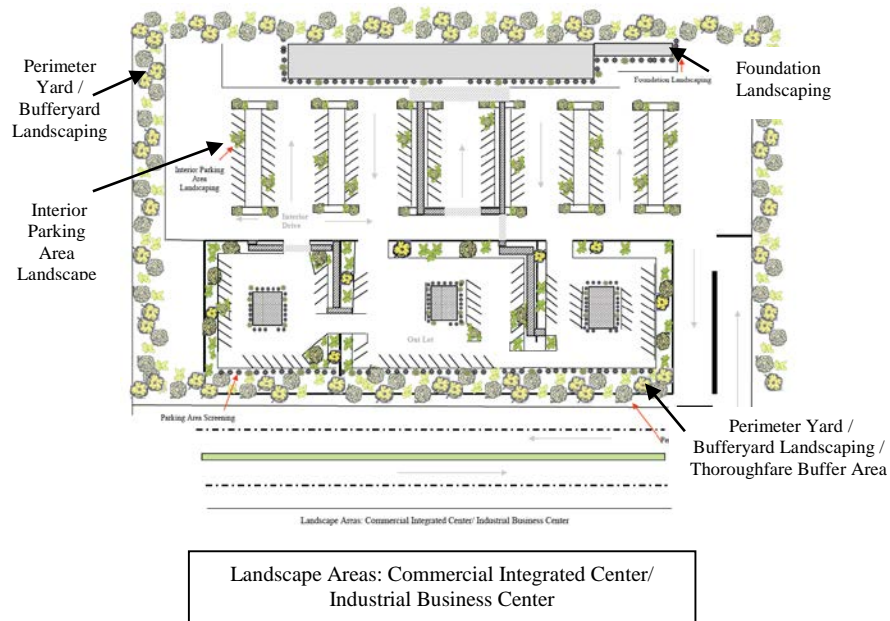 Perimeter
Yard /
Bufferyard
Landscaping
Foundation
Landscaping
Foundation Landscaping
Interior Parking
Area
Landscaping
Interior
Parking
Area
Landscape
Interior
Drive
Out Lot
Parking Area Screening
Pe
Perimeter Yard /
Bufferyard Landscaping /
Thoroughfare Buffer Area
Landscape Areas: Commercial Integrated Center/ Industrial Business Center
Landscape Areas: Commercial Integrated Center/
Industrial Business Center